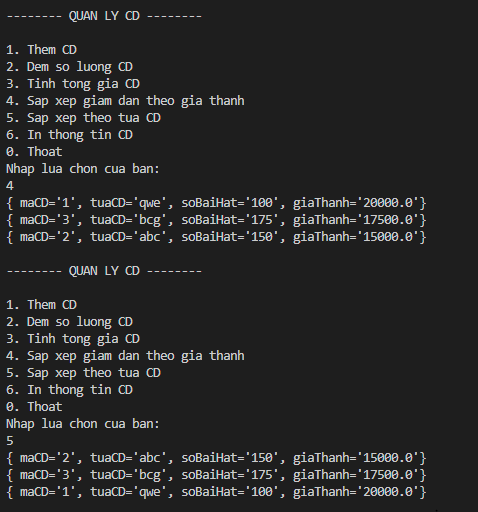 -------- QUAN LY CD --------
1. Them CD
2. Dem so luong CD
3. Tinh tong gia CD
4. Sap xep giam dan theo gia thanh
5. Sap xep theo tua CD
6. In thong tin CD
0. Thoat
Nhap lua chon cua ban:
4
{ maCD='1', tuaCD='qwe', soBaiHat='100', giaThanh='20000.0'}
{ maCD='3', tuaCD='bcg', soBaiHat='175', giaThanh='17500.0'}
{ maCD='2', tuaCD='abc', soBaiHat='150', giaThanh='15000.0'}
-------- QUAN LY CD --------
1. Them CD
2. Dem so luong CD
3. Tinh tong gia CD
4. Sap xep giam dan theo gia thanh
5. Sap xep theo tua CD
6. In thong tin CD
0. Thoat
Nhap lua chon cua ban:
5
{ maCD='2', tuaCD='abc', soBaiHat='150', giaThanh='15000.0'}
{ maCD='3', tuaCD='bcg', soBaiHat='175', giaThanh='17500.0'}
{ maCD='1', tuaCD='qwe', soBaiHat='100', giaThanh='20000.0'}